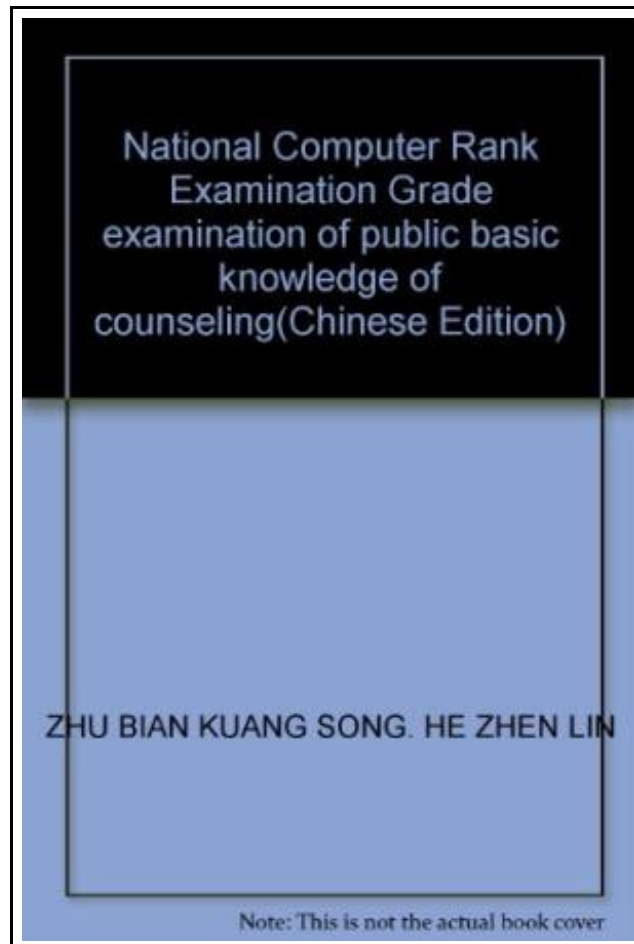 National Computer Rank
Examination Grade
examination of public basic
knowledge of
counseling(Chinese Edition)
ZHU BIAN KUANG SONG. HE ZHEN LIN
Note: This is not the actual book cover